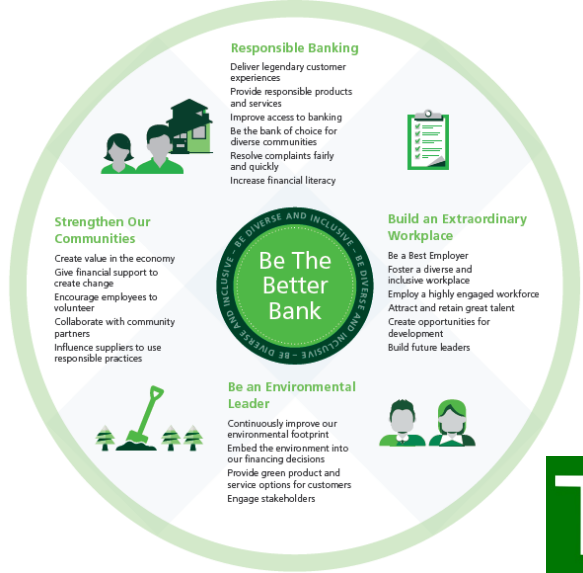 Responsible Banking
Deliver legendary customer
experiences
Provide responsible products
and services
Improve access to banking
Be the bank of choice for
diverse communities
Resolve complaints fairly
and quickly
Increase financial literacy
Strengthen Our
Communities
Create value in the economy
Give financial support to
create change
Encourage employees to
volunteer
Collaborate with community
partners
Influence suppliers to use
responsible practices
BE DIVERSE AND INCLUSIVE – BE DIVERSE AND INCLUSIVE – BE DIVERSE AND INCLUSIVE –
Be The
Better
Bank
Build an Extraordinary
Workplace
Be a Best Employer
Foster a diverse and
inclusive workplace
Employ a highly engaged workforce
Attract and retain great talent
Create opportunities for
development
Build future leaders
Be an Environmental
Leader
Continuously improve our
environmental footprint
Embed the environment into
our financing decisions
Provide green product and
service options for customers
Engage stakeholders